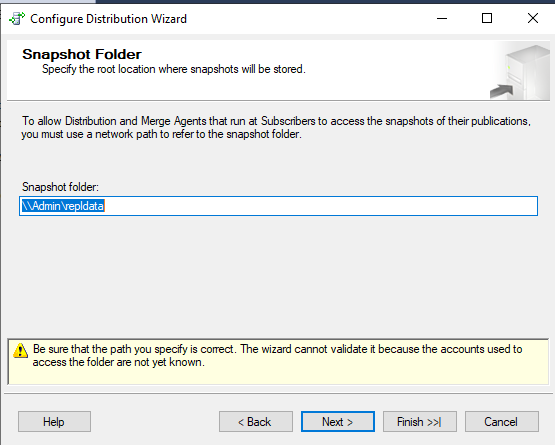 Configure Distribution Wizard
Snapshot Folder
Specify the root location where snapshots will be stored.
To allow Distribution and Merge Agents that run at Subscribers to access the snapshots of their publications,
you must use a network path to refer to the snapshot folder.
Snapshot folder:
\\Admin\repldata
Be sure that the path you specify is correct. The wizard cannot validate it because the accounts used to
access the folder are not yet known.
Help
< Back
Next >
Finish >>|
Cancel